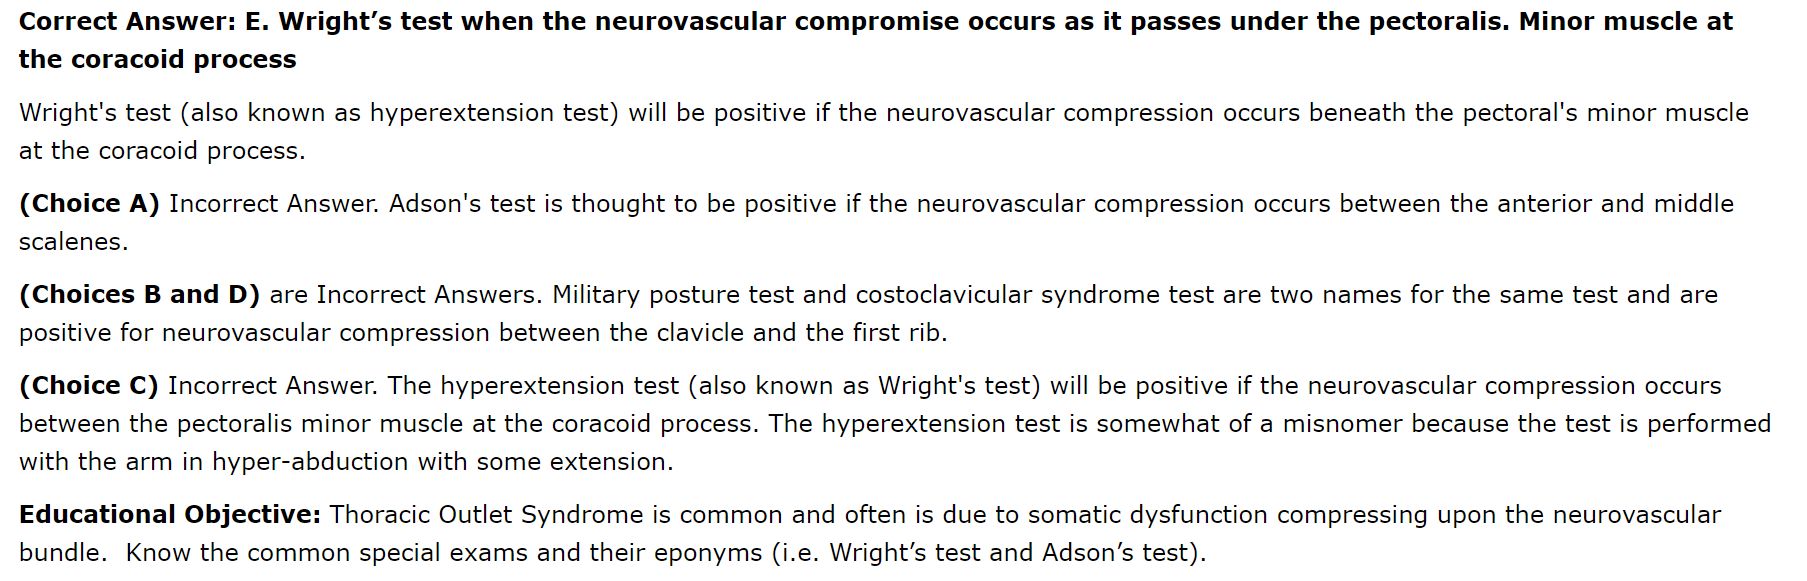 Correct Answer: E. Wright’s test when the neurovascular compromise occurs as it passes under the pectoralis. Minor muscle at
the coracoid process
Wright's test (also known as hyperextension test) will be positive if the neurovascular compression occurs beneath the pectoral's minor muscle
at the coracoid process.
(Choice A) Incorrect Answer. Adson's test is thought to be positive if the neurovascular compression occurs between the anterior and middle
scalenes.
(Choices B and D) are Incorrect Answers. Military posture test and costoclavicular syndrome test are two names for the same test and are
positive for neurovascular compression between the clavicle and the first rib.
(Choice C) Incorrect Answer. The hyperextension test (also known as Wright's test) will be positive if the neurovascular compression occurs
between the pectoralis minor muscle at the coracoid process. The hyperextension test is somewhat of a misnomer because the test is performed
with the arm in hyper-abduction with some extension.
Educational Objective: Thoracic Outlet Syndrome is common and often is due to somatic dysfunction compressing upon the neurovascular
bundle.  Know the common special exams and their eponyms (i.e. Wright’s test and Adson’s test).